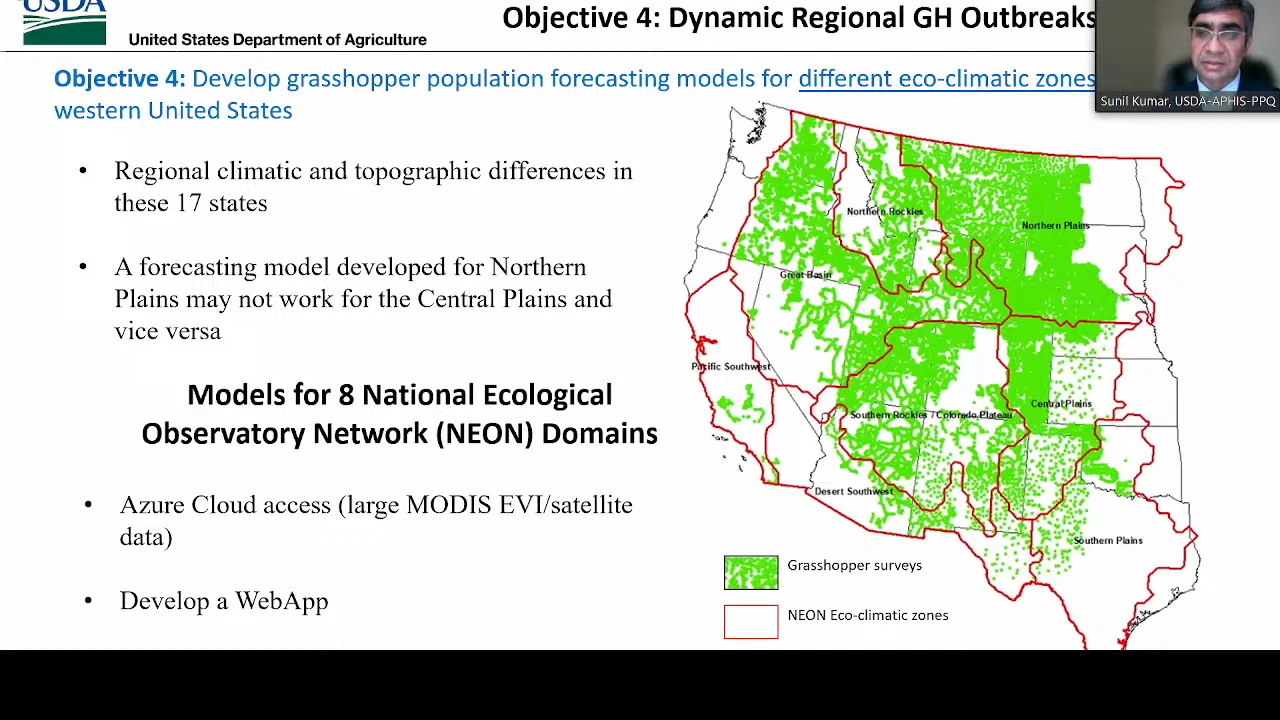 USDA
United States Department of Agriculture
Objective 4: Dynamic Regional GH Outbreaks
Sunil Kumar, USDA-APHIS-PPQ
Objective 4: Develop grasshopper population forecasting models for different eco-climatic zones
western United States
• Regional climatic and topographic differences in
these 17 states
• A forecasting model developed for Northern
Plains may not work for the Central Plains and
vice versa
Models for 8 National Ecological
Observatory Network (NEON) Domains
• Azure Cloud access (large MODIS EVI/satellite
data)
• Develop a WebApp
Northern Rockies
Northern Plains
Great Basin
Pacific Southwest
Central Plains
Southern Rockies / Colorado Plateau
Desert Southwest
Southern Plains
Grasshopper surveys
NEON Eco-climatic zones